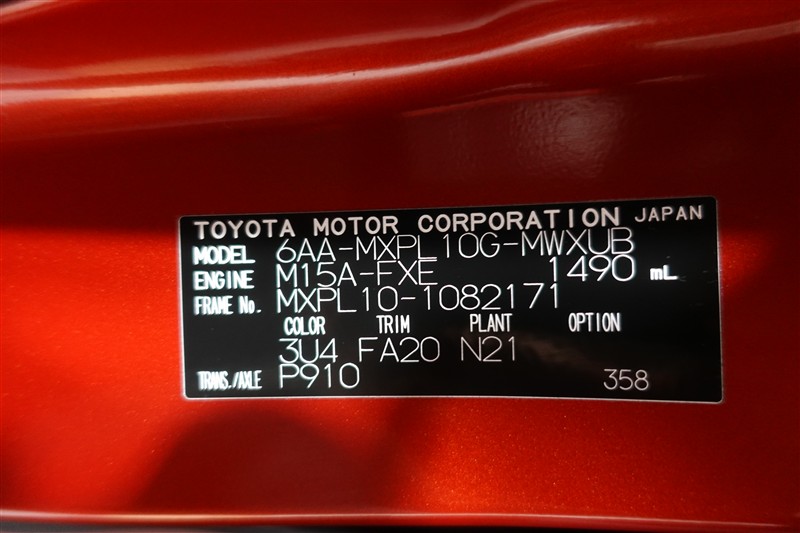 TOYOTA MOTOR CORPORATION JAPAN
MODEL 6AA-MXPL10G-MWXUB
ENGINE M15A-FXE 1490 mL
FRAME No. MXPL10-1082171
COLOR TRIM PLANT OPTION
3U4 FA20 N21
TRANS./AXLE P910 358